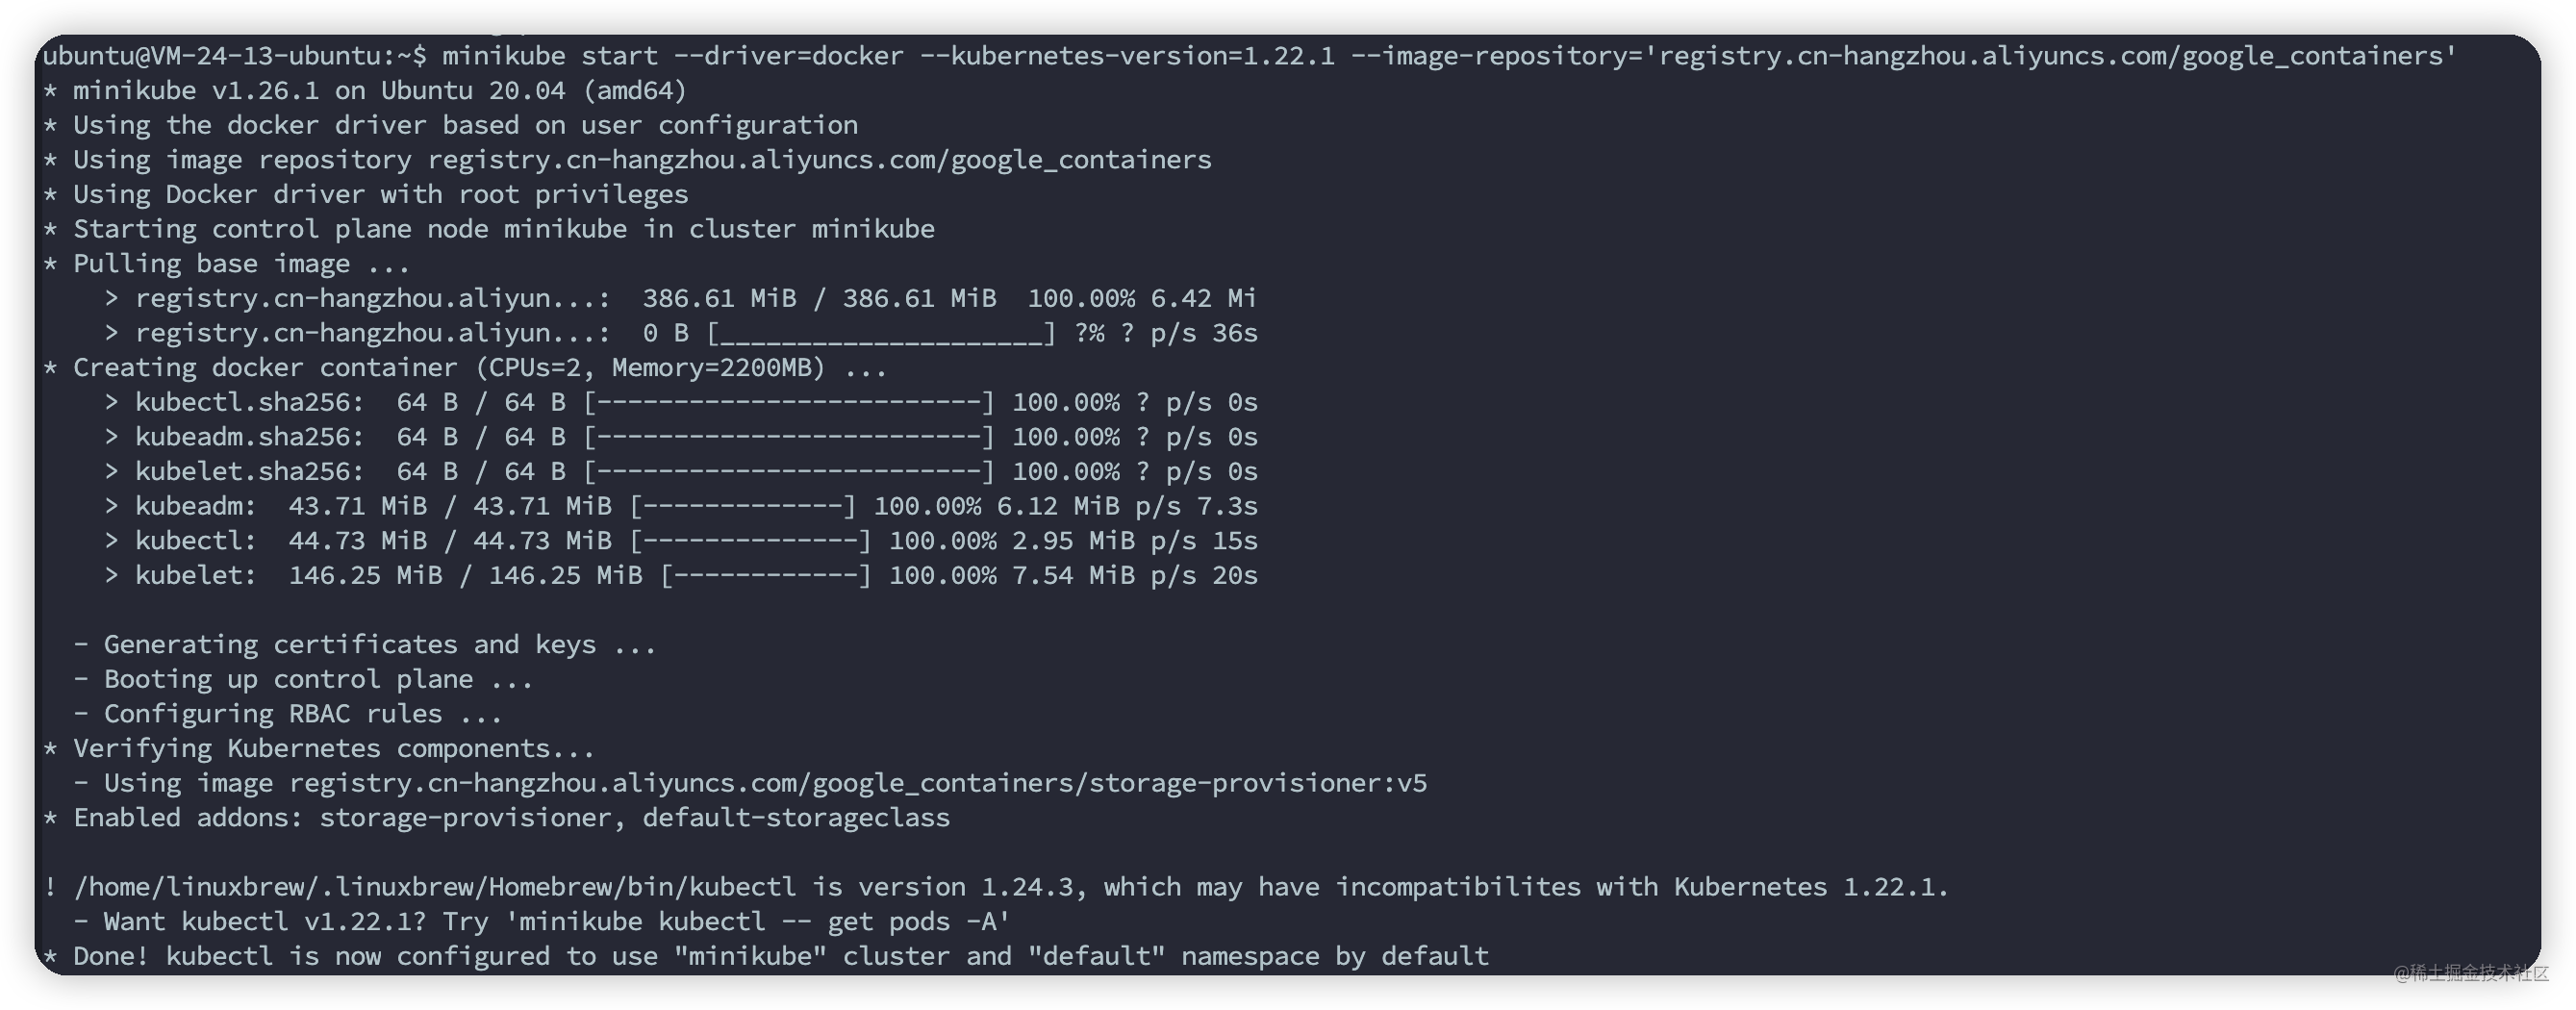 ubuntu@VM-24-13-ubuntu:~$ minikube start --driver=docker --kubernetes-version=1.22.1 --image-repository='registry.cn-hangzhou.aliyuncs.com/google_containers'
* minikube v1.26.1 on Ubuntu 20.04 (amd64)
* Using the docker driver based on user configuration
* Using image repository registry.cn-hangzhou.aliyuncs.com/google_containers
* Using Docker driver with root privileges
* Starting control plane node minikube in cluster minikube
* Pulling base image ...
    > registry.cn-hangzhou.aliyun...:  386.61 MiB / 386.61 MiB  100.00% 6.42 Mi
    > registry.cn-hangzhou.aliyun...:  0 B [_____________________] ?% ? p/s 36s
* Creating docker container (CPUs=2, Memory=2200MB) ...
    > kubectl.sha256:  64 B / 64 B [-------------------------] 100.00% ? p/s 0s
    > kubeadm.sha256:  64 B / 64 B [-------------------------] 100.00% ? p/s 0s
    > kubelet.sha256:  64 B / 64 B [-------------------------] 100.00% ? p/s 0s
    > kubeadm:  43.71 MiB / 43.71 MiB [-------------] 100.00% 6.12 MiB p/s 7.3s
    > kubectl:  44.73 MiB / 44.73 MiB [--------------] 100.00% 2.95 MiB p/s 15s
    > kubelet:  146.25 MiB / 146.25 MiB [------------] 100.00% 7.54 MiB p/s 20s
  - Generating certificates and keys ...
  - Booting up control plane ...
  - Configuring RBAC rules ...
* Verifying Kubernetes components...
  - Using image registry.cn-hangzhou.aliyuncs.com/google_containers/storage-provisioner:v5
* Enabled addons: storage-provisioner, default-storageclass
! /home/linuxbrew/.linuxbrew/Homebrew/bin/kubectl is version 1.24.3, which may have incompatibilites with Kubernetes 1.22.1.
  - Want kubectl v1.22.1? Try 'minikube kubectl -- get pods -A'
* Done! kubectl is now configured to use "minikube" cluster and "default" namespace by default
@稀土掘金技术社区